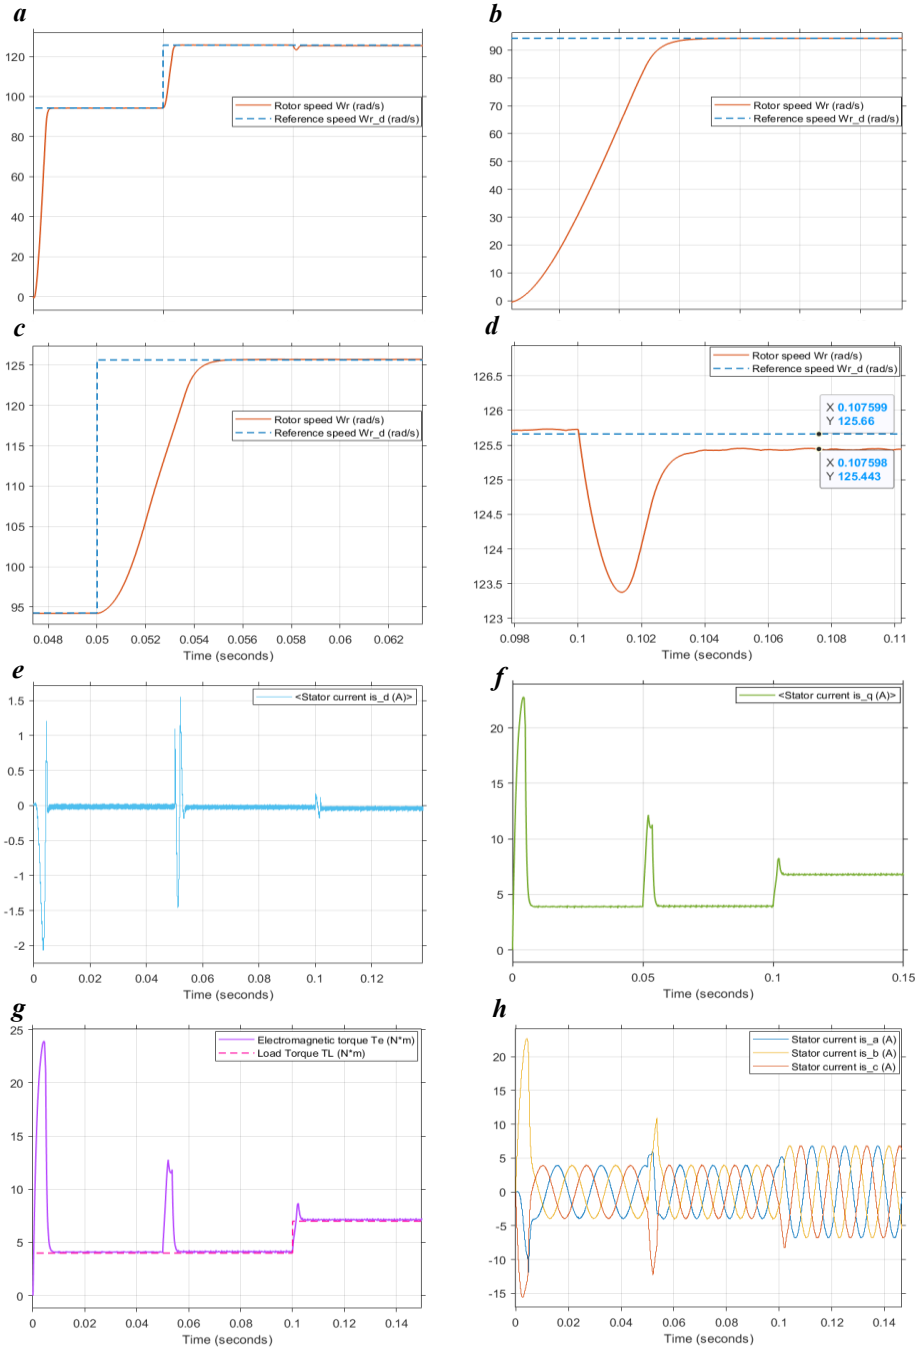 a
120
100
80
60
40
20
0
Rotor speed Wr (rad/s)
Reference speed Wr_d (rad/s)
b
90
80
70
60
50
40
30
20
10
0
Rotor speed Wr (rad/s)
Reference speed Wr_d (rad/s)
c
125
120
115
110
105
100
95
Rotor speed Wr (rad/s)
Reference speed Wr_d (rad/s)
0.048 0.05 0.052 0.054 0.056 0.058 0.06 0.062
Time (seconds)
d
126.5
126
125.5
125
124.5
124
123.5
123
Rotor speed Wr (rad/s)
Reference speed Wr_d (rad/s)
X 0.107599
Y 125.66
X 0.107598
Y 125.443
0.098 0.1 0.102 0.104 0.106 0.108 0.11
Time (seconds)
e
1.5
1
0.5
0
-0.5
-1
-1.5
-2
<Stator current is_d (A)>
0 0.02 0.04 0.06 0.08 0.1 0.12
Time (seconds)
f
20
15
10
5
0
<Stator current is_q (A)>
0 0.05 0.1 0.15
Time (seconds)
g
25
20
15
10
5
0
Electromagnetic torque Te (N*m)
Load Torque TL (N*m)
0 0.02 0.04 0.06 0.08 0.1 0.12 0.14
Time (seconds)
h
20
15
10
5
0
-5
-10
-15
Stator current is_a (A)
Stator current is_b (A)
Stator current is_c (A)
0 0.02 0.04 0.06 0.08 0.1 0.12 0.14
Time (seconds)